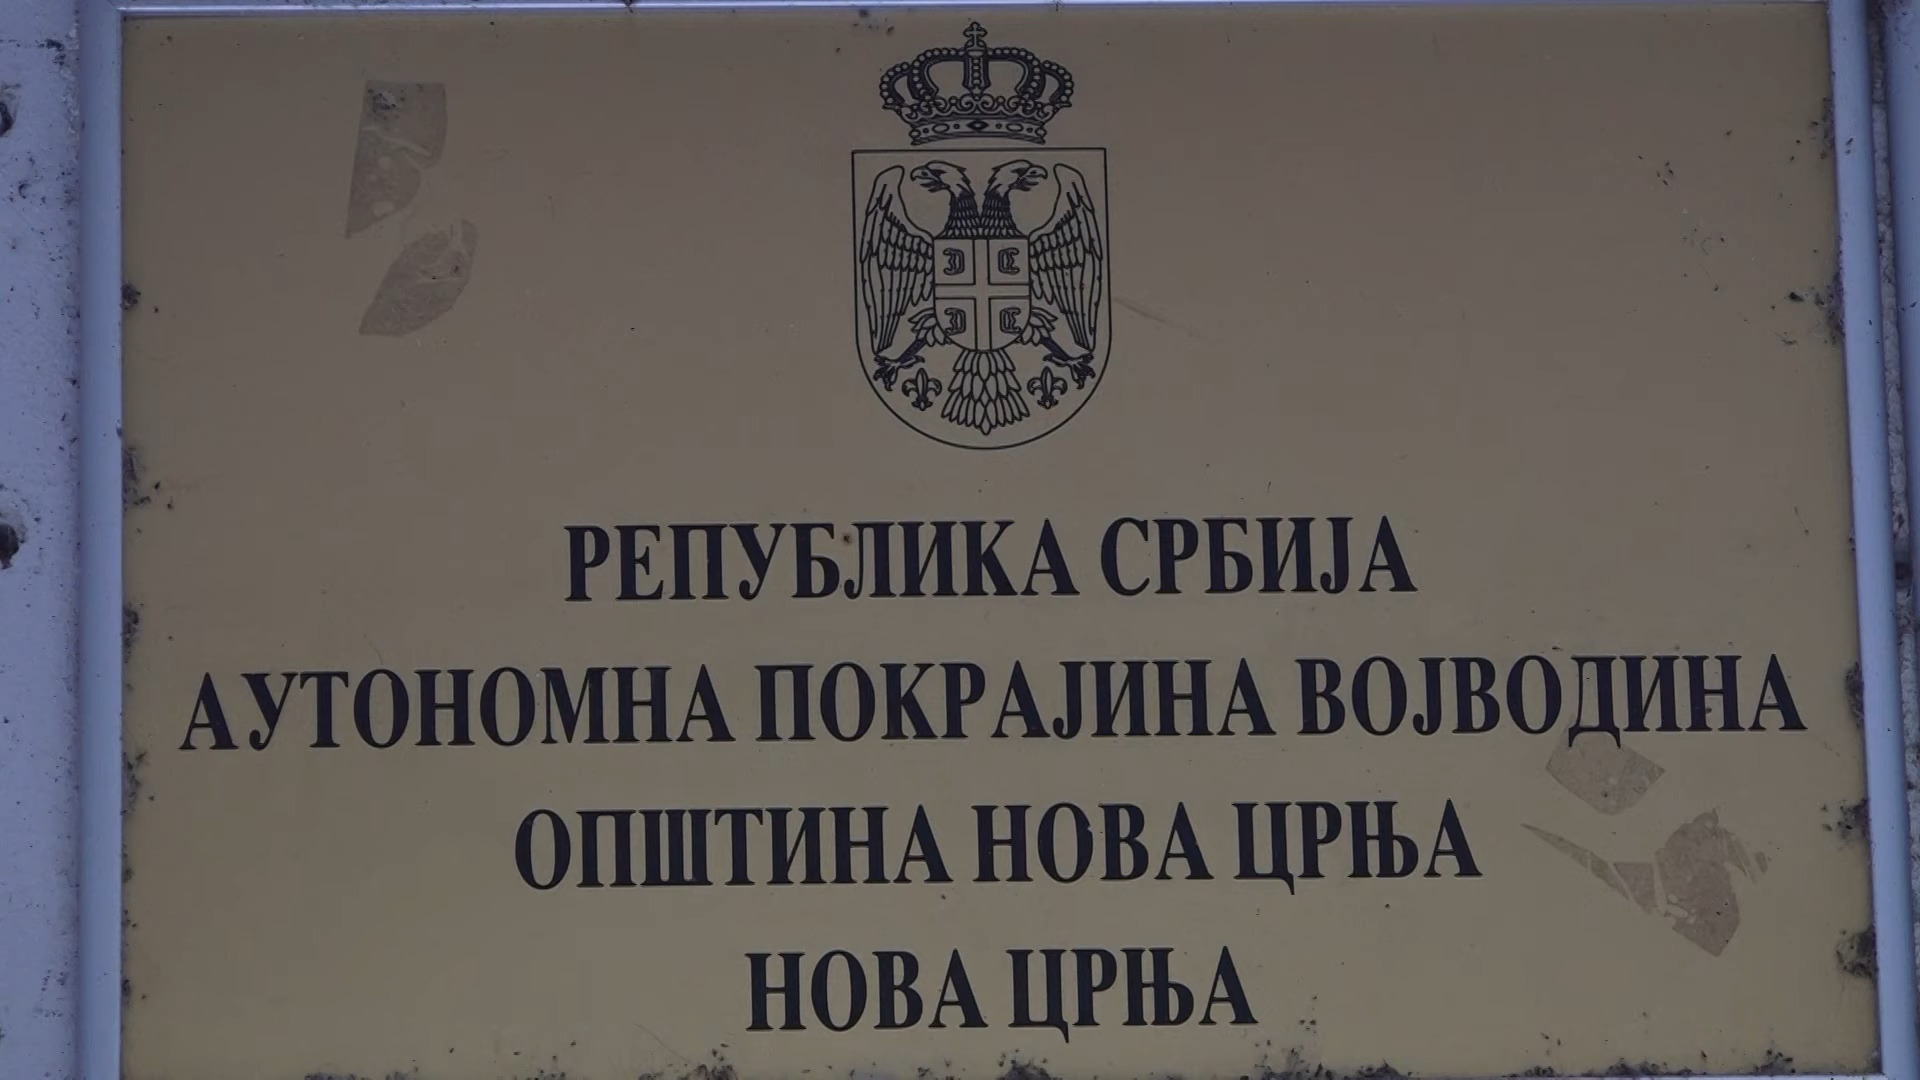 РЕПУБЛИКА СРБИЈА
АУТОНОМНА ПОКРАЈИНА ВОЈВОДИНА
ОПШТИНА НОВА ЦРЊА
НОВА ЦРЊА